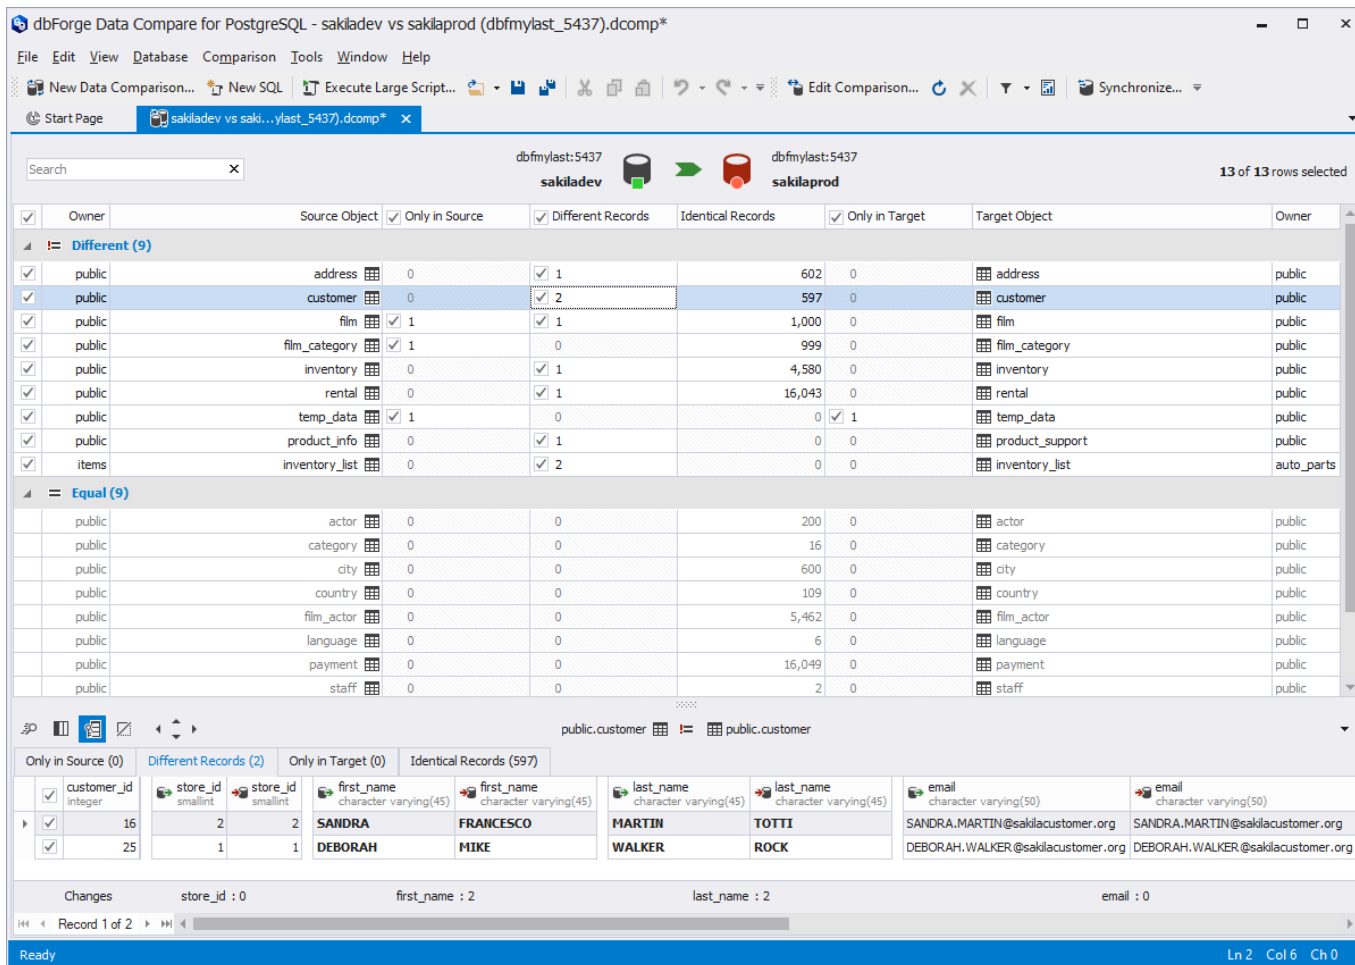 dbForge Data Compare for PostgreSQL - sakiladev vs sakilaprod (dbfmylast_5437).dcomp*
File Edit View Database Comparison Tools Window Help
New Data Comparison... New SQL Execute Large Script... Edit Comparison... Synchronize...
Start Page sakiladev vs saki...ylast_5437).dcomp*
dbfmylast:5437 dbfmylast:5437
Search 13 of 13 rows selected
sakiladev sakilaprod
Owner Source Object Only in Source Different Records Identical Records Only in Target Target Object Owner
Different (9)
public address 0 1 602 0 address public
public customer 0 2 597 0 customer public
public film 1 1 1,000 0 film public
public film_category 1 0 999 0 film_category public
public inventory 0 1 4,580 0 inventory public
public rental 0 1 16,043 0 rental public
public temp_data 1 0 0 1 temp_data public
public product_info 0 1 0 0 product_support public
items inventory_list 0 2 0 0 inventory_list auto_parts
Equal (9)
public actor 0 0 200 0 actor public
public category 0 0 16 0 category public
public city 0 0 600 0 city public
public country 0 0 109 0 country public
public film_actor 0 0 5,462 0 film_actor public
public language 0 0 6 0 language public
public payment 0 0 16,049 0 payment public
public staff 0 0 2 0 staff public
public.customer public.customer
Only in Source (0) Different Records (2) Only in Target (0) Identical Records (597)
customer_id store_id store_id first_name first_name last_name last_name email email
integer smallint smallint character varying(45) character varying(45) character varying(45) character varying(45) character varying(50) character varying(50)
16 2 2 SANDRA FRANCESCO MARTIN TOTTI SANDRA.MARTIN@sakilacustomer.org SANDRA.MARTIN@sakilacustomer.org
25 1 1 DEBORAH MIKE WALKER ROCK DEBORAH.WALKER@sakilacustomer.org DEBORAH.WALKER@sakilacustomer.org
Changes store_id : 0 first_name : 2 last_name : 2 email : 0
Record 1 of 2
Ready Ln 2 Col 6 Ch 0